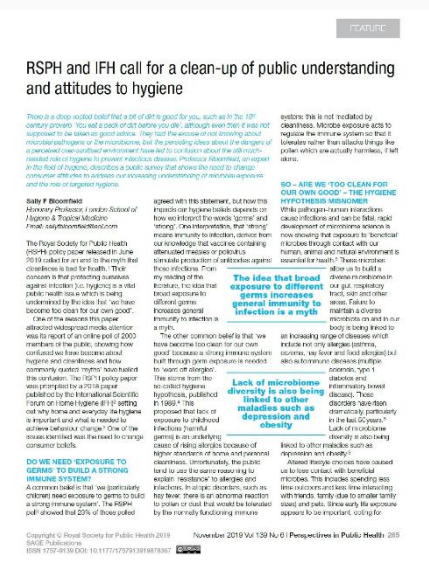 FEATURE
RSPH and IFH call for a clean-up of public understanding
and attitudes to hygiene
There is a deep rooted belief that a bit of dirt is good for you, such as in the 19th
century proverb 'You eat a peck of dirt before you die', although even then it was not
supposed to be taken as good advice. They had the excuse of not knowing about
microbial pathogens or the microbiome, but the persisting ideas about the dangers of
a perceived over-sanitised environment have led to confusion about the still-much-
needed role of hygiene to prevent infectious disease. Professor Bloomfield, an expert
in the field of hygiene, describes a public survey that shows the need to change
consumer attitudes to address our increasing understanding of microbial exposure
and the role of targeted hygiene.
Sally F Bloomfield
Honorary Professor, London School of
Hygiene & Tropical Medicine
Email: sallyfbloomfield@aol.com
The Royal Society for Public Health
(RSPH) policy paper released in June
2019 called for an end to the myth that
cleanliness is bad for health.¹ Their
concern is that protecting ourselves
against infection (i.e. hygiene) is a vital
public health issue which is being
undermined by the idea that 'we have
become too clean for our own good'.
One of the reasons this paper
attracted widespread media attention
was its report of an online poll of 2000
members of the public, showing how
confused we have become about
hygiene and cleanliness and how
commonly quoted 'myths' have fuelled
this confusion. The RSPH policy paper
was prompted by a 2018 paper
published by the International Scientific
Forum on Home Hygiene (IFH)² setting
out why home and everyday life hygiene
is important and what is needed to
achieve behaviour change.³ One of the
issues identified was the need to change
consumer beliefs.
DO WE NEED 'EXPOSURE TO
GERMS' TO BUILD A STRONG
IMMUNE SYSTEM?
A common belief is that 'we (particularly
children) need exposure to germs to build
a strong immune system'. The RSPH
poll¹ showed that 23% of those polled
agreed with this statement, but how this
impacts our hygiene beliefs depends on
how we interpret the words 'germs' and
'strong'. One interpretation, that 'strong'
means immunity to infection, derives from
our knowledge that vaccines containing
attenuated measles or poliovirus
stimulate production of antibodies against
these infections. From
my reading of the
literature, the idea that
broad exposure to
different germs
increases general
immunity to infection is
a myth.
The other common belief is that 'we
have become too clean for our own
good' because a strong immune system
built through germ exposure is needed
to 'ward off allergies'.
This stems from the
so-called hygiene
hypothesis, published
in 1989.⁴ This
proposed that lack of
exposure to childhood
infections (harmful
germs) is an underlying
cause of rising allergies because of
higher standards of home and personal
cleanliness. Unfortunately, the public
tend to use the same reasoning to
explain 'resistance' to allergies and
infections. In atopic disorders, such as
hay fever, there is an abnormal reaction
to pollen or dust that would be tolerated
by the normally functioning immune
The idea that broad
exposure to different
germs increases
general immunity to
infection is a myth
Lack of microbiome
diversity is also being
linked to other
maladies such as
depression and
obesity
system; this is not mediated by
cleanliness. Microbe exposure acts to
regulate the immune system so that it
tolerates rather than attacks things like
pollen which are actually harmless, if left
alone.
SO – ARE WE 'TOO CLEAN FOR
OUR OWN GOOD' – THE HYGIENE
HYPOTHESIS MISNOMER
While pathogen–human interactions
cause infections and can be fatal, rapid
development of microbiome science is
now showing that exposure to 'beneficial'
microbes through contact with our
human, animal and natural environment is
essential for health.⁵ These microbes
allow us to build a
diverse microbiome in
our gut, respiratory
tract, skin and other
areas. Failure to
maintain a diverse
microbiota on and in our
body is being linked to
an increasing range of diseases which
include not only allergies (asthma,
eczema, hay fever and food allergies) but
also autoimmune diseases (multiple
sclerosis, type 1
diabetes and
inflammatory bowel
disease). These
disorders have risen
dramatically, particularly
in the last 50 years.⁵
Lack of microbiome
diversity is also being
linked to other maladies such as
depression and obesity.⁵
Altered lifestyle choices have caused
us to lose contact with beneficial
microbes. This includes spending less
time outdoors and less time interacting
with friends, family (due to smaller family
sizes) and pets. Since early life exposure
appears to be important, opting for
Copyright © Royal Society for Public Health 2019
SAGE Publications
ISSN 1757-9139 DOI: 10.1177/1757913919878367
November 2019 Vol 139 No 6 | Perspectives in Public Health 285